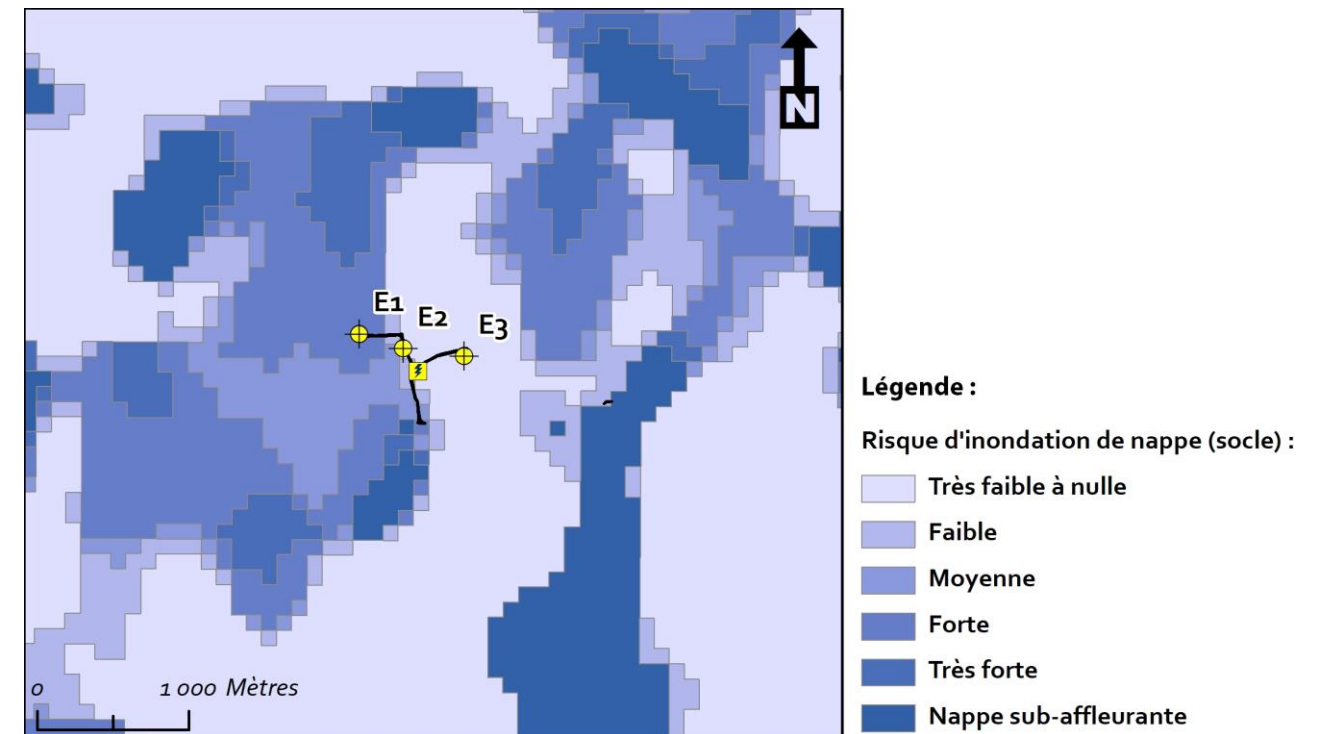 N
E1
E2
E3
0 1 000 Mètres
Légende :
Risque d'inondation de nappe (socle) :
Très faible à nulle
Faible
Moyenne
Forte
Très forte
Nappe sub-affleurante